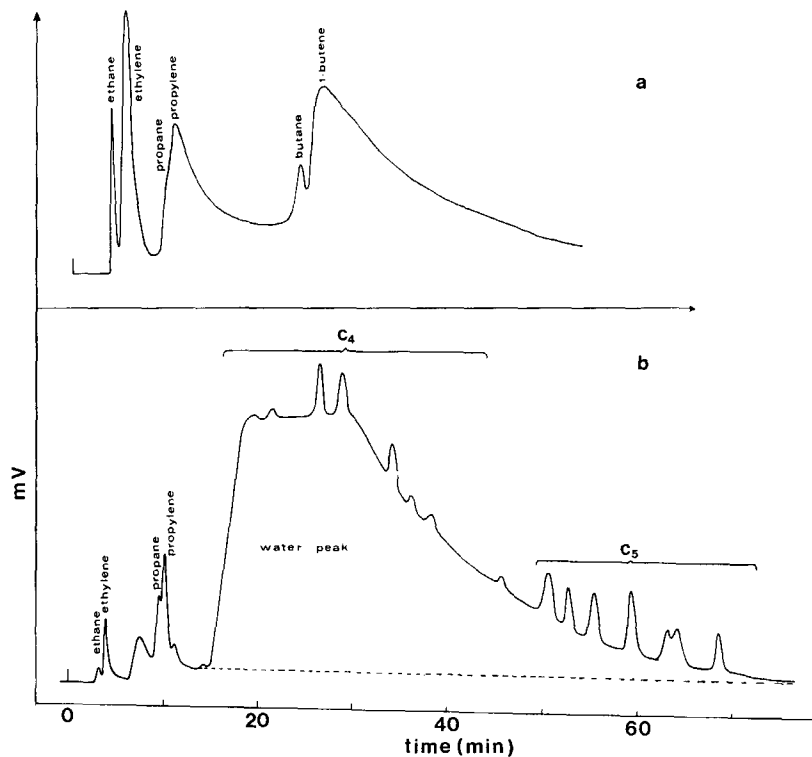 a
ethane
ethylene
propane
propylene
butane
1-butene
b
C₄
C₅
mV
ethane
ethylene
propane
propylene
water peak
0
20
40
60
time (min)